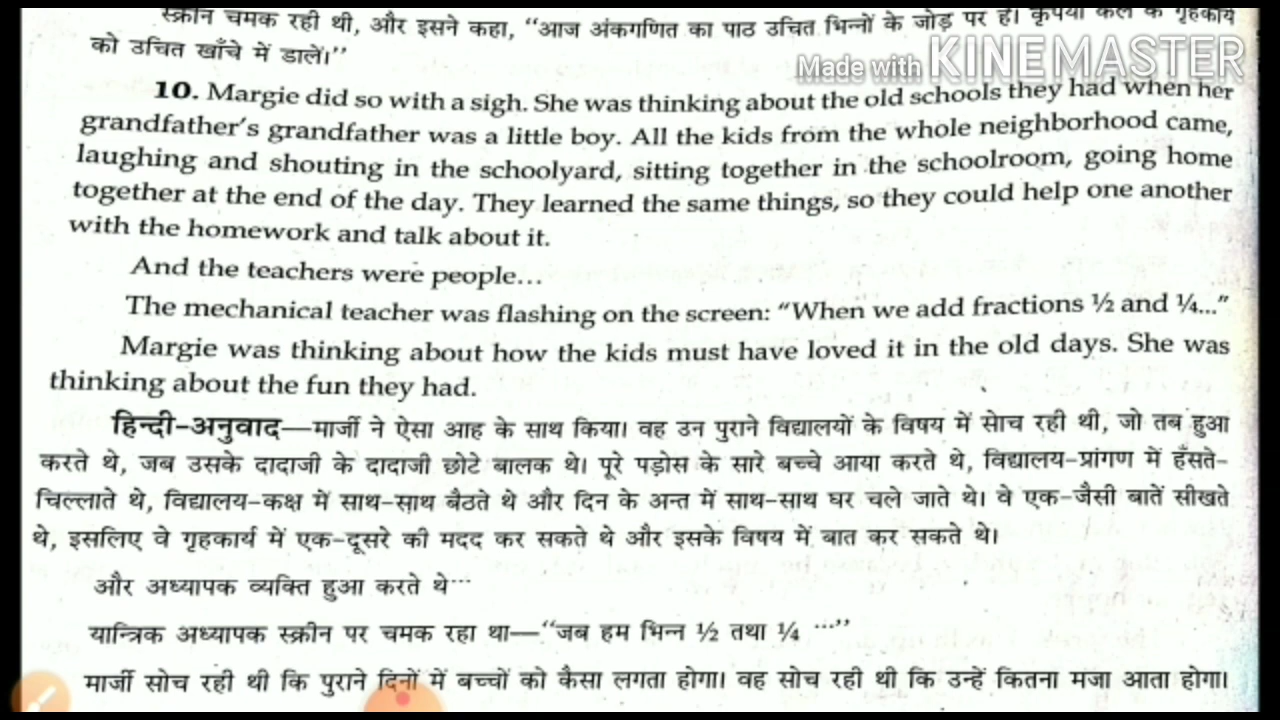 स्क्रीन चमक रही थी, और इसने कहा, “आज अंकगणित का पाठ उचित भिन्नों के जोड़ पर है। कृपया कल के गृहकार्य
को उचित खाँचे में डालें।”
Made with KINEMASTER
10. Margie did so with a sigh. She was thinking about the old schools they had when her
grandfather's grandfather was a little boy. All the kids from the whole neighborhood came,
laughing and shouting in the schoolyard, sitting together in the schoolroom, going home
together at the end of the day. They learned the same things, so they could help one another
with the homework and talk about it.
And the teachers were people...
The mechanical teacher was flashing on the screen: “When we add fractions ½ and ¼...”
Margie was thinking about how the kids must have loved it in the old days. She was
thinking about the fun they had.
हिन्दी-अनुवाद—मार्जी ने ऐसा आह के साथ किया। वह उन पुराने विद्यालयों के विषय में सोच रही थी, जो तब हुआ
करते थे, जब उसके दादाजी के दादाजी छोटे बालक थे। पूरे पड़ोस के सारे बच्चे आया करते थे, विद्यालय-प्रांगण में हँसते-
चिल्लाते थे, विद्यालय-कक्ष में साथ-साथ बैठते थे और दिन के अन्त में साथ-साथ घर चले जाते थे। वे एक-जैसी बातें सीखते
थे, इसलिए वे गृहकार्य में एक-दूसरे की मदद कर सकते थे और इसके विषय में बात कर सकते थे।
और अध्यापक व्यक्ति हुआ करते थे...
यान्त्रिक अध्यापक स्क्रीन पर चमक रहा था—“जब हम भिन्न ½ तथा ¼ ...”
मार्जी सोच रही थी कि पुराने दिनों में बच्चों को कैसा लगता होगा। वह सोच रही थी कि उन्हें कितना मजा आता होगा।